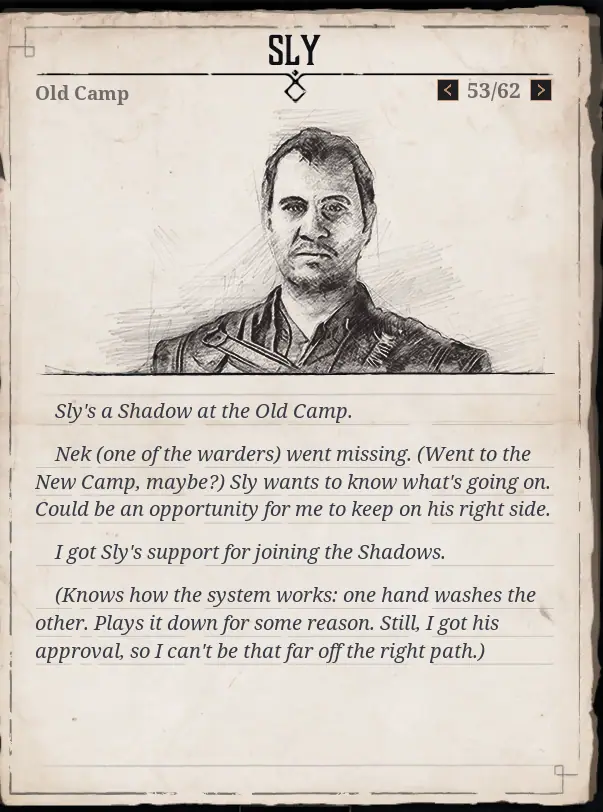 SLY
Old Camp
53/62
Sly's a Shadow at the Old Camp.
Nek (one of the warders) went missing. (Went to the
New Camp, maybe?) Sly wants to know what's going on.
Could be an opportunity for me to keep on his right side.
I got Sly's support for joining the Shadows.
(Knows how the system works: one hand washes the
other. Plays it down for some reason. Still, I got his
approval, so I can't be that far off the right path.)